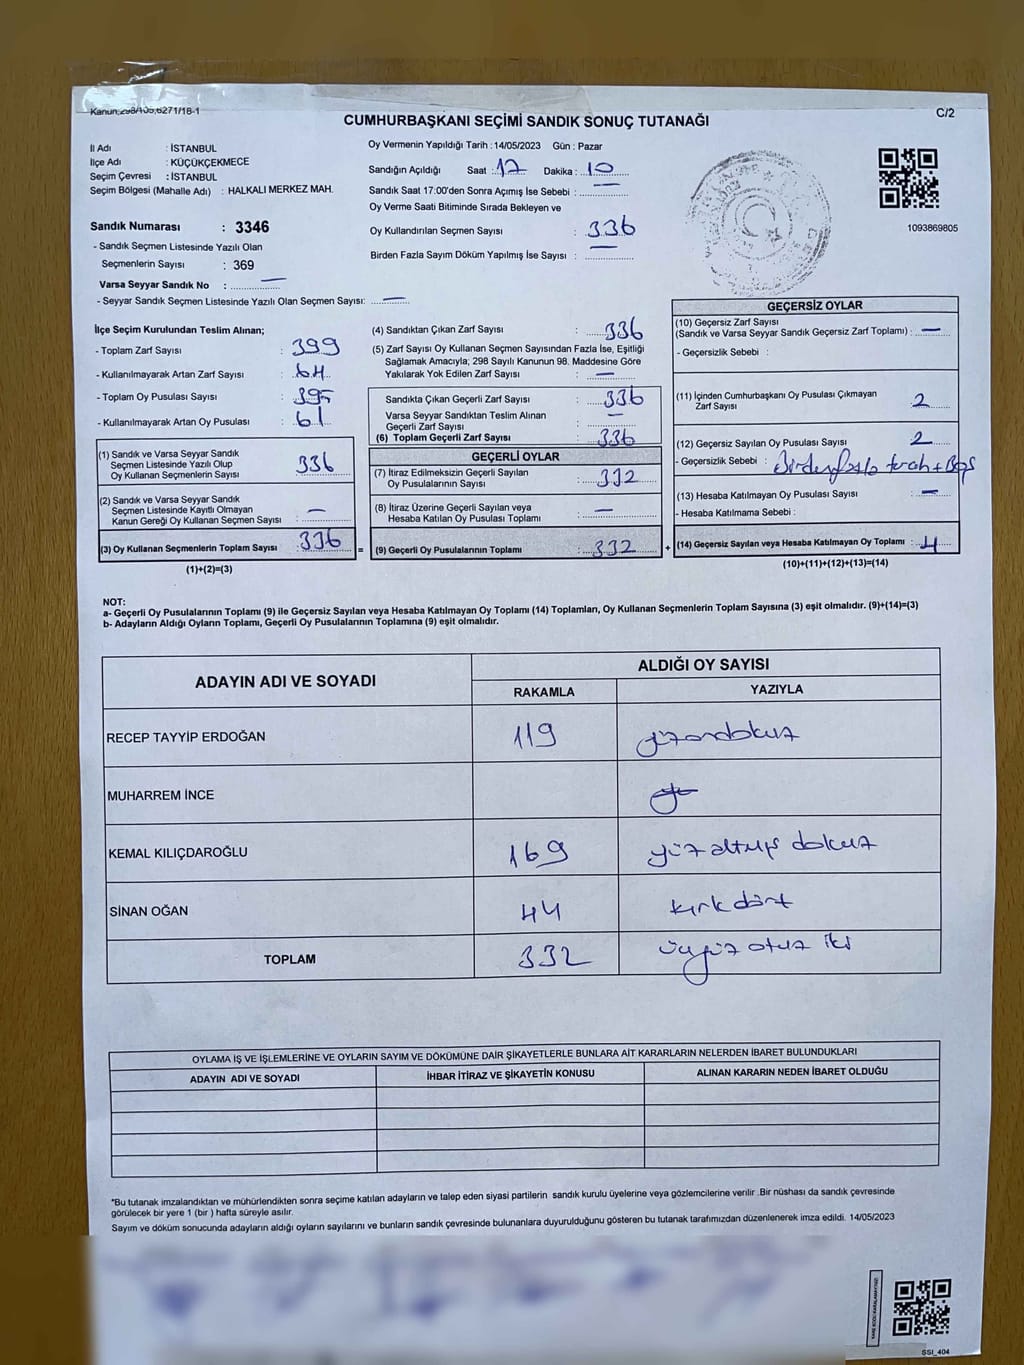 Kanun:298/105,6271/18-1
C/2
CUMHURBAŞKANI SEÇİMİ SANDIK SONUÇ TUTANAĞI
İl Adı : İSTANBUL
İlçe Adı : KÜÇÜKÇEKMECE
Seçim Çevresi : İSTANBUL
Seçim Bölgesi (Mahalle Adı) : HALKALI MERKEZ MAH.
Sandık Numarası : 3346
- Sandık Seçmen Listesinde Yazılı Olan
Seçmenlerin Sayısı : 369
Varsa Seyyar Sandık No : —
- Seyyar Sandık Seçmen Listesinde Yazılı Olan Seçmen Sayısı: —
Oy Vermenin Yapıldığı Tarih : 14/05/2023 Gün : Pazar
Sandığın Açıldığı Saat : 17 Dakika : 10
Sandık Saat 17:00'den Sonra Açımış İse Sebebi : —
Oy Verme Saati Bitiminde Sırada Bekleyen ve
Oy Kullandırılan Seçmen Sayısı : 336
Birden Fazla Sayım Döküm Yapılmış İse Sayısı : —
1093869805
İlçe Seçim Kurulundan Teslim Alınan;
- Toplam Zarf Sayısı : 399
- Kullanılmayarak Artan Zarf Sayısı : 64
- Toplam Oy Pusulası Sayısı :
- Kullanılmayarak Artan Oy Pusulası : 61
(1) Sandık ve Varsa Seyyar Sandık
Seçmen Listesinde Yazılı Olup
Oy Kullanan Seçmenlerin Sayısı : 336
(2) Sandık ve Varsa Seyyar Sandık
Seçmen Listesinde Kayıtlı Olmayan
Kanun Gereği Oy Kullanan Seçmen Sayısı : —
(3) Oy Kullanan Seçmenlerin Toplam Sayısı : 336
(1)+(2)=(3)
=
(4) Sandıktan Çıkan Zarf Sayısı : 336
(5) Zarf Sayısı Oy Kullanan Seçmen Sayısından Fazla İse, Eşitliği
Sağlamak Amacıyla; 298 Sayılı Kanunun 98. Maddesine Göre
Yakılarak Yok Edilen Zarf Sayısı : —
Sandıkta Çıkan Geçerli Zarf Sayısı : 336
Varsa Seyyar Sandıktan Teslim Alınan
Geçerli Zarf Sayısı : —
(6) Toplam Geçerli Zarf Sayısı : 336
GEÇERLİ OYLAR
(7) İtiraz Edilmeksizin Geçerli Sayılan
Oy Pusulalarının Sayısı : 332
(8) İtiraz Üzerine Geçerli Sayılan veya
Hesaba Katılan Oy Pusulası Toplamı : —
(9) Geçerli Oy Pusulalarının Toplamı : 332
+
GEÇERSİZ OYLAR
(10) Geçersiz Zarf Sayısı
(Sandık ve Varsa Seyyar Sandık Geçersiz Zarf Toplamı) : —
- Geçersizlik Sebebi :
(11) İçinden Cumhurbaşkanı Oy Pusulası Çıkmayan
Zarf Sayısı : 2
(12) Geçersiz Sayılan Oy Pusulası Sayısı : 2
- Geçersizlik Sebebi : Birden fazla
(13) Hesaba Katılmayan Oy Pusulası Sayısı : —
- Hesaba Katılmama Sebebi :
(14) Geçersiz Sayılan veya Hesaba Katılmayan Oy Toplamı : 4
(10)+(11)+(12)+(13)=(14)
NOT:
a- Geçerli Oy Pusulalarının Toplamı (9) ile Geçersiz Sayılan veya Hesaba Katılmayan Oy Toplamı (14) Toplamları, Oy Kullanan Seçmenlerin Toplam Sayısına (3) eşit olmalıdır. (9)+(14)=(3)
b- Adayların Aldığı Oyların Toplamı, Geçerli Oy Pusulalarının Toplamına (9) eşit olmalıdır.
ADAYIN ADI VE SOYADI
ALDIĞI OY SAYISI
RAKAMLA YAZIYLA
RECEP TAYYİP ERDOĞAN 119 yüzondokuz
MUHARREM İNCE
KEMAL KILIÇDAROĞLU 169 yüz altmış dokuz
SİNAN OĞAN 44 kırk dört
TOPLAM 332 üçyüz otuz iki
OYLAMA İŞ VE İŞLEMLERİNE VE OYLARIN SAYIM VE DÖKÜMÜNE DAİR ŞİKAYETLERLE BUNLARA AİT KARARLARIN NELERDEN İBARET BULUNDUKLARI
ADAYIN ADI VE SOYADI İHBAR İTİRAZ VE ŞİKAYETİN KONUSU ALINAN KARARIN NEDEN İBARET OLDUĞU
*Bu tutanak imzalandıktan ve mühürlendikten sonra seçime katılan adayların ve talep eden siyasi partilerin sandık kurulu üyelerine veya gözlemcilerine verilir .Bir nüshası da sandık çevresinde
görülecek bir yere 1 (bir ) hafta süreyle asılır.
Sayım ve döküm sonucunda adayların aldığı oyların sayılarını ve bunların sandık çevresinde bulunanlara duyurulduğunu gösteren bu tutanak tarafımızdan düzenlenerek imza edildi. 14/05/2023
SSI_404